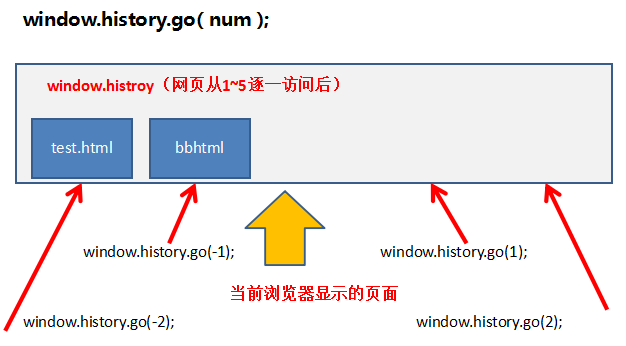 window.history.go( num );
window.histroy（网页从1~5逐一访问后）
test.html
bbhtml
window.history.go(-1);
window.history.go(1);
当前浏览器显示的页面
window.history.go(-2);
window.history.go(2);